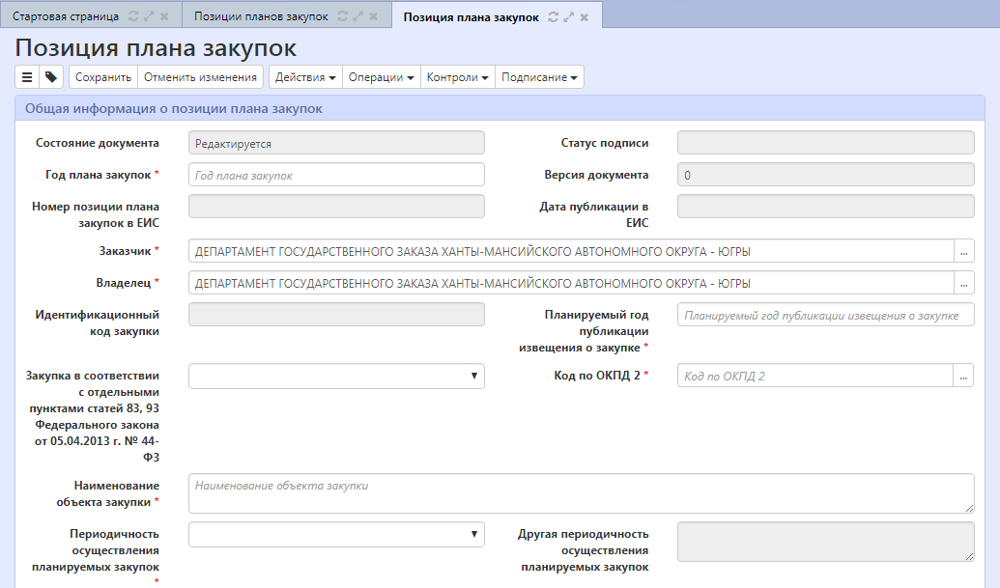 Стартовая страница
Позиции планов закупок
Позиция плана закупок
Позиция плана закупок
Сохранить Отменить изменения Действия Операции Контроли Подписание
Общая информация о позиции плана закупок
Состояние документа Редактируется Статус подписи
Год плана закупок * Год плана закупок Версия документа 0
Номер позиции плана
закупок в ЕИС
Дата публикации в
ЕИС
Заказчик * ДЕПАРТАМЕНТ ГОСУДАРСТВЕННОГО ЗАКАЗА ХАНТЫ-МАНСИЙСКОГО АВТОНОМНОГО ОКРУГА - ЮГРЫ ...
Владелец * ДЕПАРТАМЕНТ ГОСУДАРСТВЕННОГО ЗАКАЗА ХАНТЫ-МАНСИЙСКОГО АВТОНОМНОГО ОКРУГА - ЮГРЫ ...
Идентификационный
код закупки
Планируемый год
публикации
извещения о закупке *
Планируемый год публикации извещения о закупке
Закупка в соответствии
с отдельными
пунктами статей 83, 93
Федерального закона
от 05.04.2013 г. № 44-
ФЗ
Код по ОКПД 2 * Код по ОКПД 2 ...
Наименование
объекта закупки *
Наименование объекта закупки
Периодичность
осуществления
планируемых закупок
*
Другая периодичность
осуществления
планируемых закупок